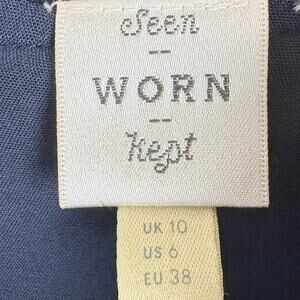 Seen
--
WORN
--
kept
UK 10
US 6
EU 38